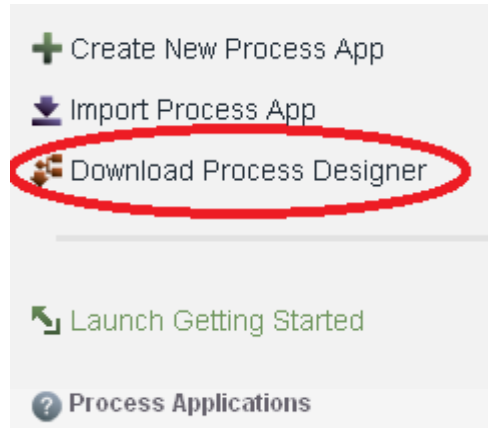 Create New Process App
Import Process App
Download Process Designer
Launch Getting Started
Process Applications